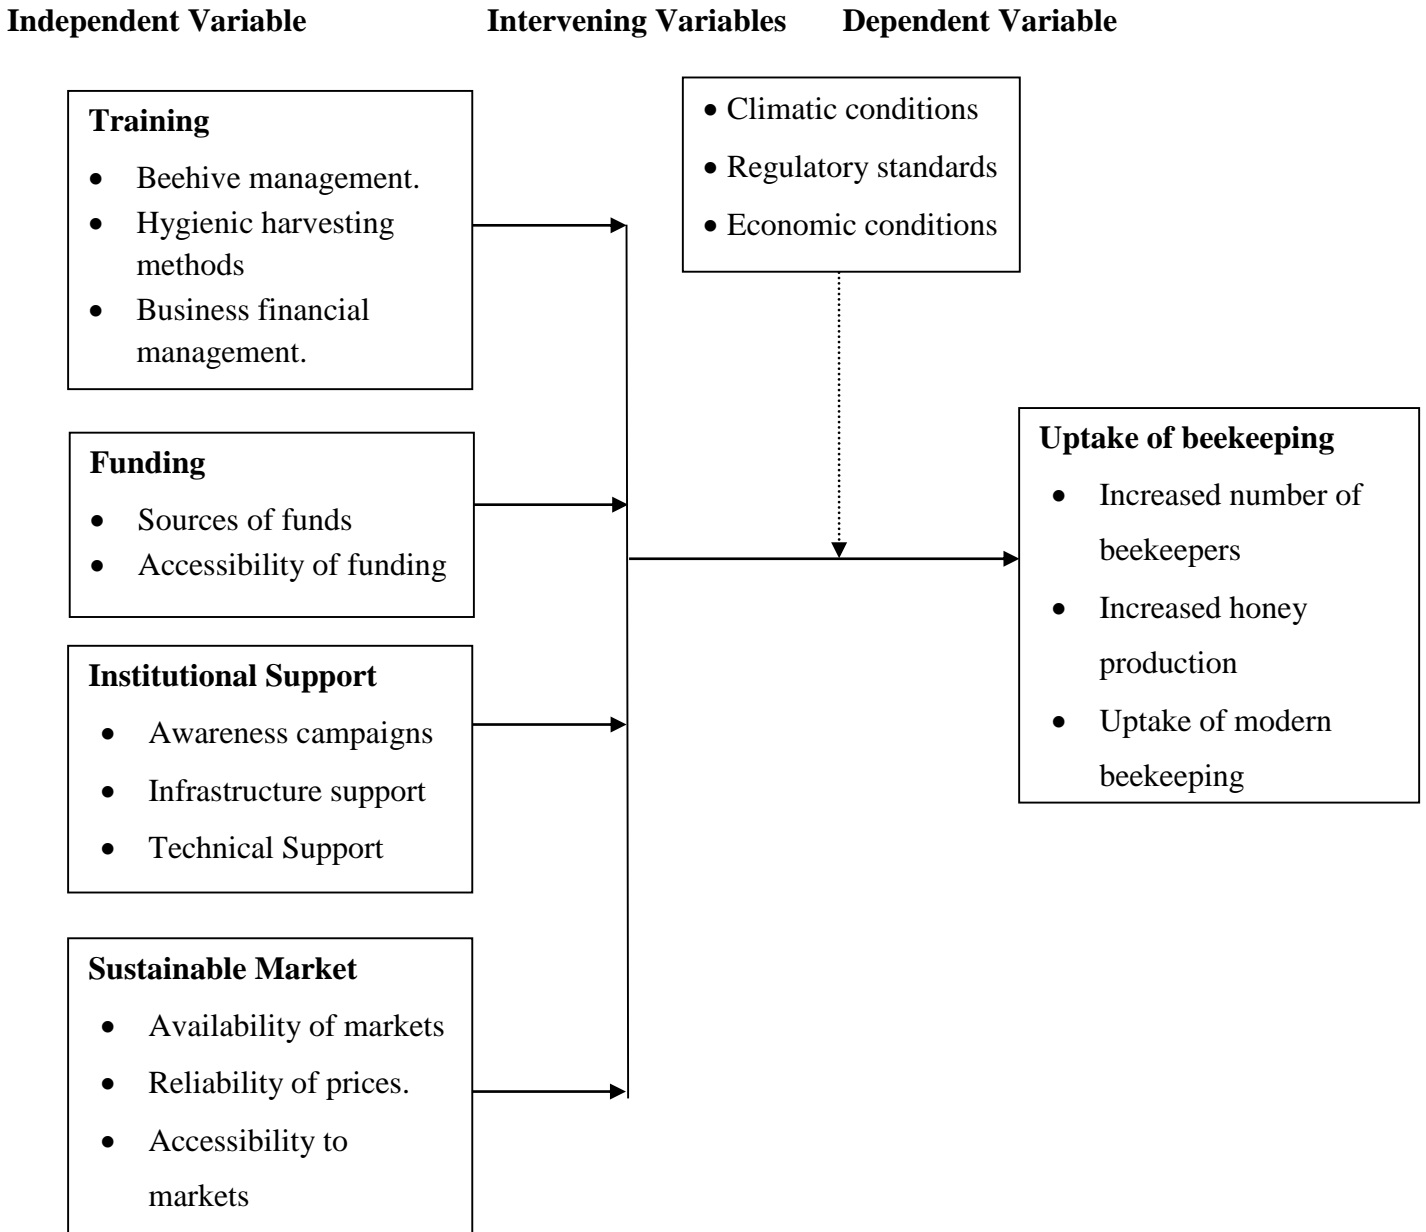 Independent Variable Intervening Variables Dependent Variable
Training
• Beehive management.
• Hygienic harvesting
methods
• Business financial
management.
• Climatic conditions
• Regulatory standards
• Economic conditions
Funding
• Sources of funds
• Accessibility of funding
Institutional Support
• Awareness campaigns
• Infrastructure support
• Technical Support
Sustainable Market
• Availability of markets
• Reliability of prices.
• Accessibility to
markets
Uptake of beekeeping
• Increased number of
beekeepers
• Increased honey
production
• Uptake of modern
beekeeping